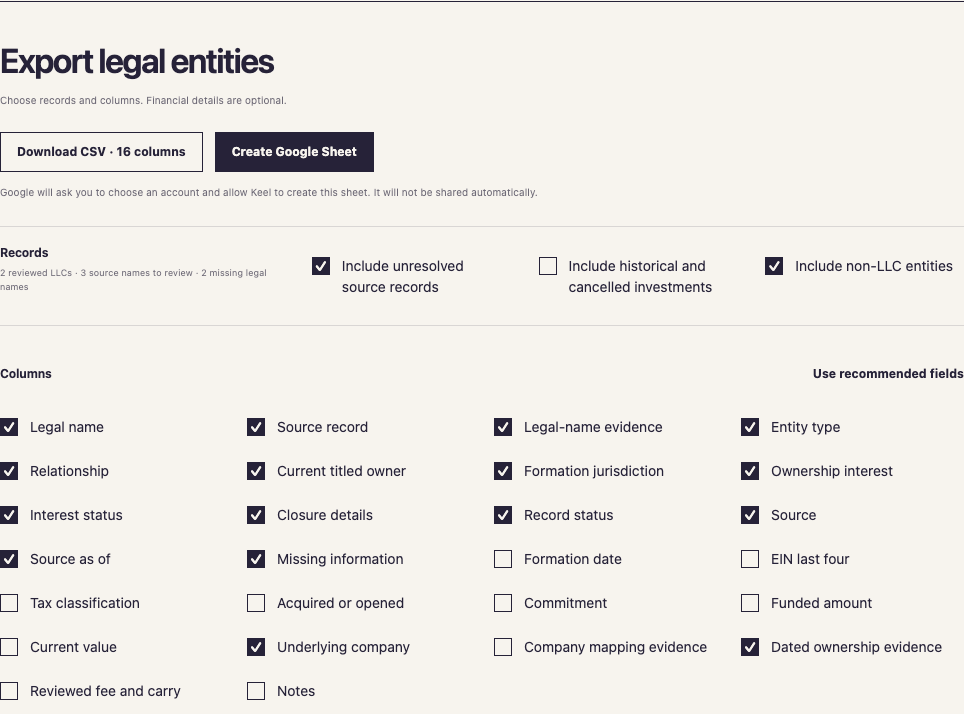 Export legal entities
Choose records and columns. Financial details are optional.
Download CSV · 16 columns
Create Google Sheet
Google will ask you to choose an account and allow Keel to create this sheet. It will not be shared automatically.
Records
2 reviewed LLCs · 3 source names to review · 2 missing legal
names
Include unresolved
source records
Include historical and
cancelled investments
Include non-LLC entities
Columns
Use recommended fields
Legal name
Source record
Legal-name evidence
Entity type
Relationship
Current titled owner
Formation jurisdiction
Ownership interest
Interest status
Closure details
Record status
Source
Source as of
Missing information
Formation date
EIN last four
Tax classification
Acquired or opened
Commitment
Funded amount
Current value
Underlying company
Company mapping evidence
Dated ownership evidence
Reviewed fee and carry
Notes